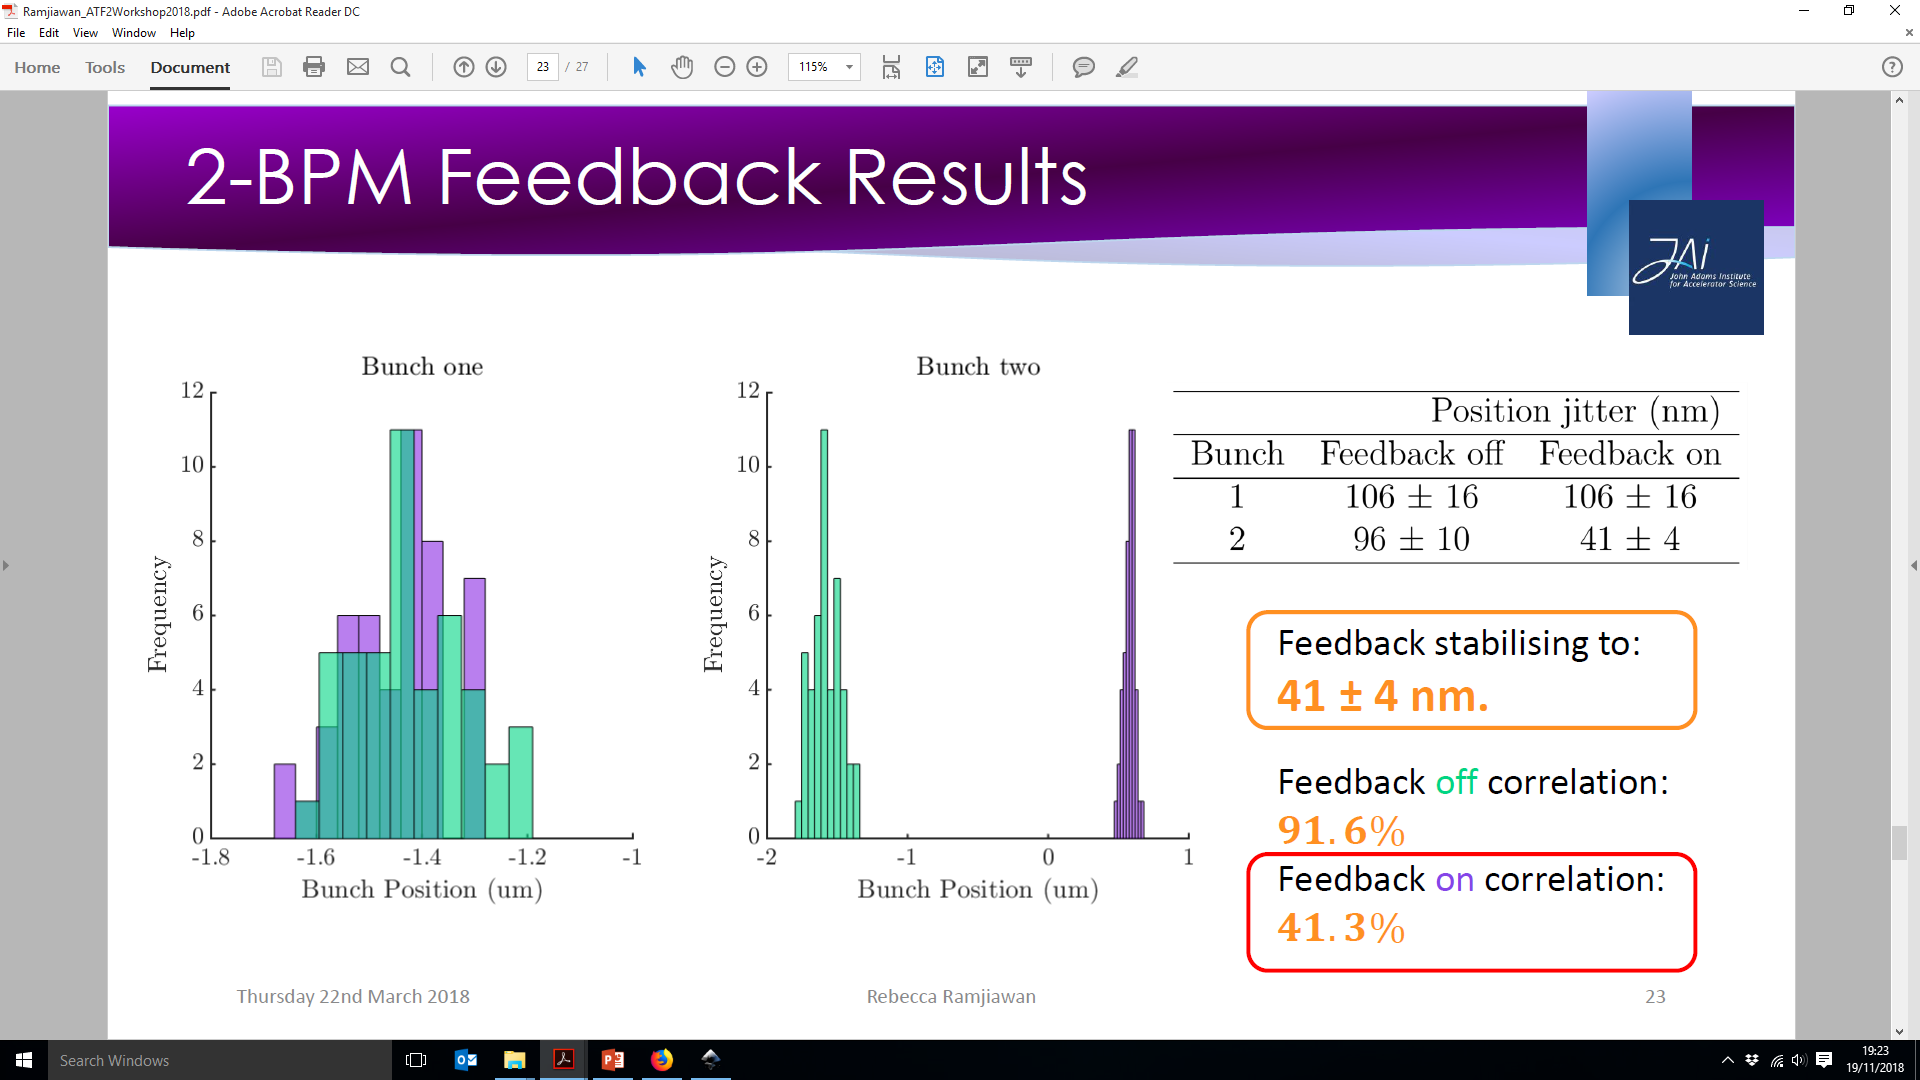 Ramjiawan_ATF2Workshop2018.pdf - Adobe Acrobat Reader DC
File Edit View Window Help
Home Tools Document 23 / 27 115%
2-BPM Feedback Results
JAi
John Adams Institute
for Accelerator Science
Bunch one
12
10
8
6
4
2
0
Frequency
-1.8 -1.6 -1.4 -1.2 -1
Bunch Position (um)
Bunch two
12
10
8
6
4
2
0
Frequency
-2 -1 0 1
Bunch Position (um)
Position jitter (nm)
Bunch Feedback off Feedback on
1 106 ± 16 106 ± 16
2 96 ± 10 41 ± 4
Feedback stabilising to:
41 ± 4 nm.
Feedback off correlation:
91.6%
Feedback on correlation:
41.3%
Thursday 22nd March 2018 Rebecca Ramjiawan 23
Search Windows
19:23
19/11/2018